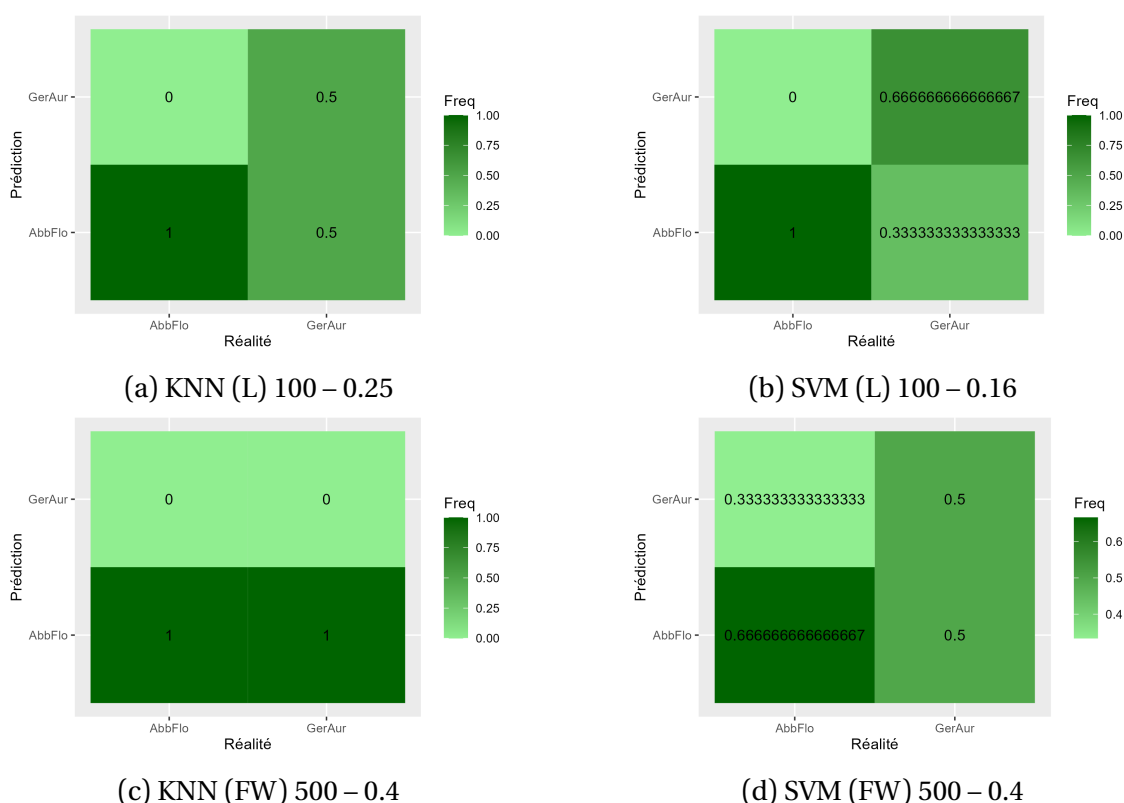 GerAur
AbbFlo
Prédiction
0
0.5
1
0.5
AbbFlo
GerAur
Réalité
Freq
1.00
0.75
0.50
0.25
0.00
(a) KNN (L) 100 – 0.25
GerAur
AbbFlo
Prédiction
0
0.666666666666667
1
0.333333333333333
AbbFlo
GerAur
Réalité
Freq
1.00
0.75
0.50
0.25
0.00
(b) SVM (L) 100 – 0.16
GerAur
AbbFlo
Prédiction
0
0
1
1
AbbFlo
GerAur
Réalité
Freq
1.00
0.75
0.50
0.25
0.00
(c) KNN (FW) 500 – 0.4
GerAur
AbbFlo
Prédiction
0.333333333333333
0.5
0.666666666666667
0.5
AbbFlo
GerAur
Réalité
Freq
0.6
0.5
0.4
(d) SVM (FW) 500 – 0.4